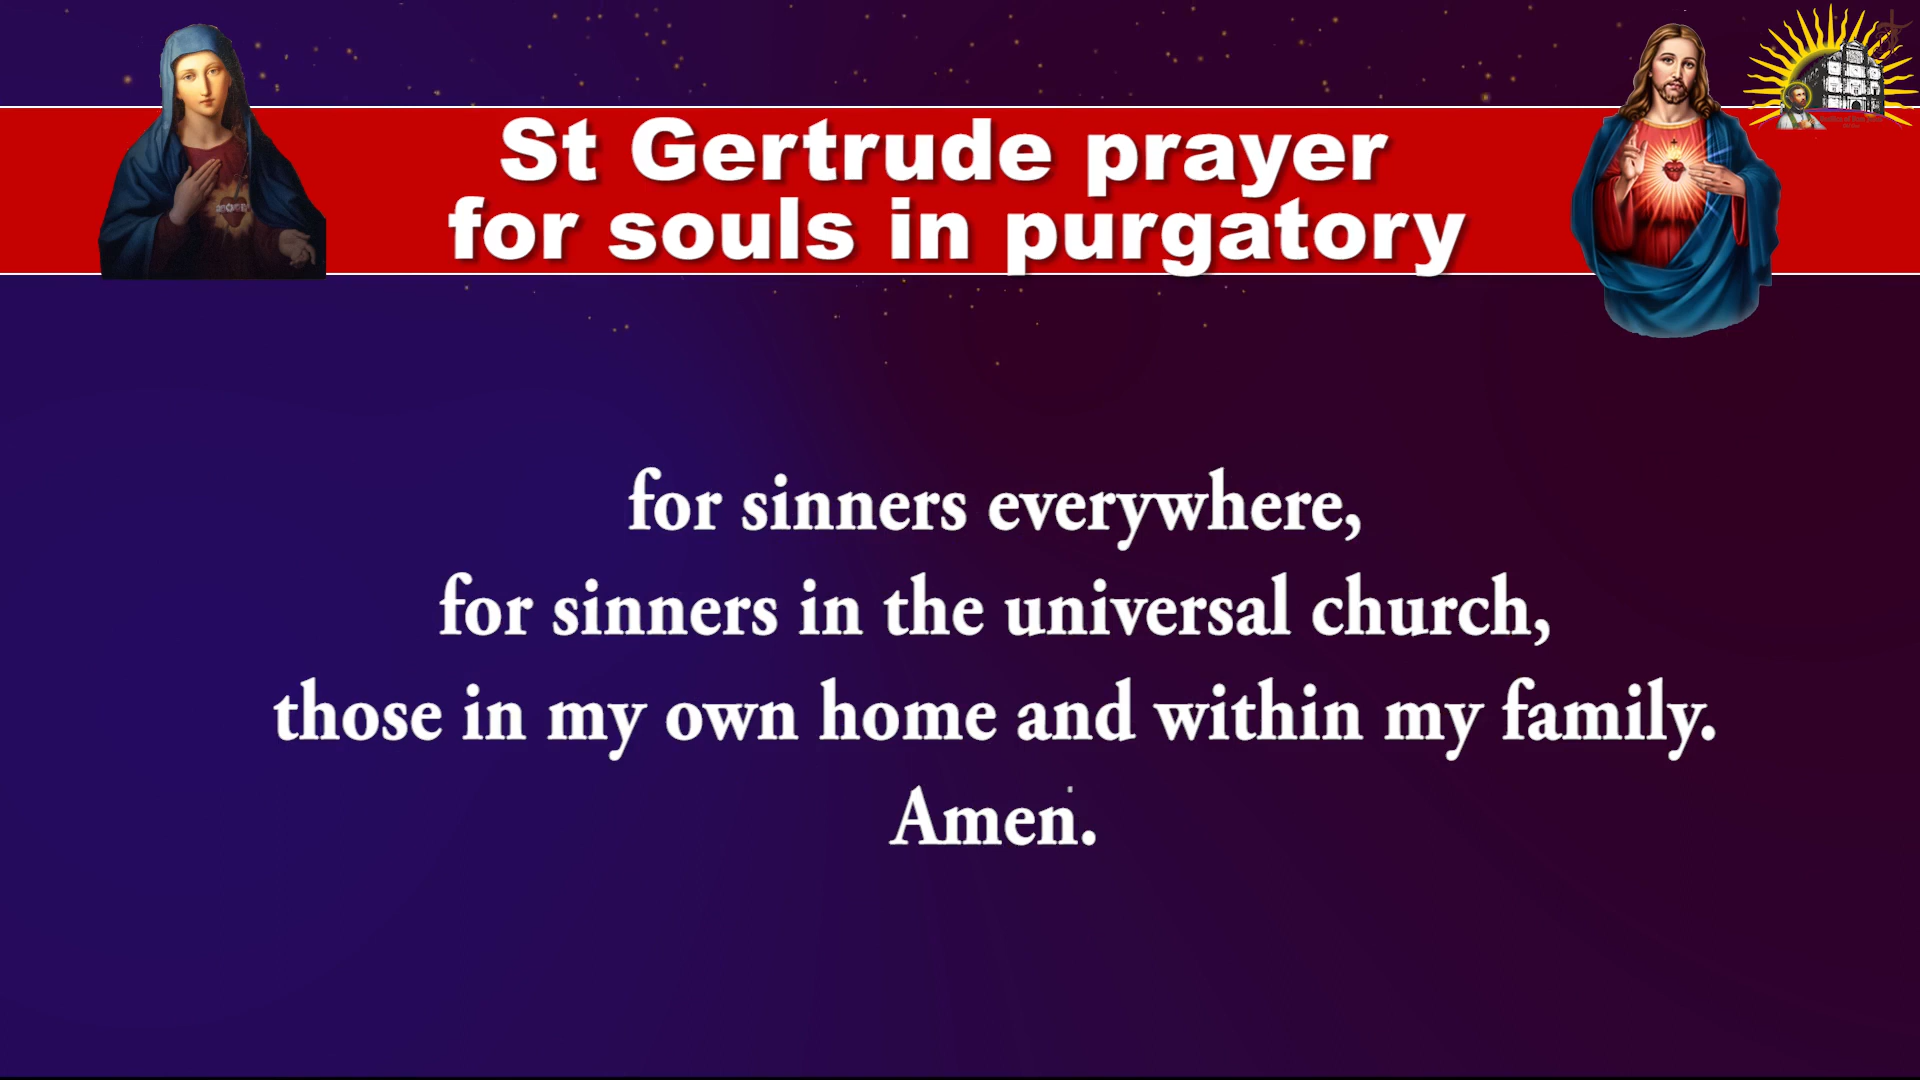 St Gertrude prayer
for souls in purgatory
for sinners everywhere,
for sinners in the universal church,
those in my own home and within my family.
Amen.